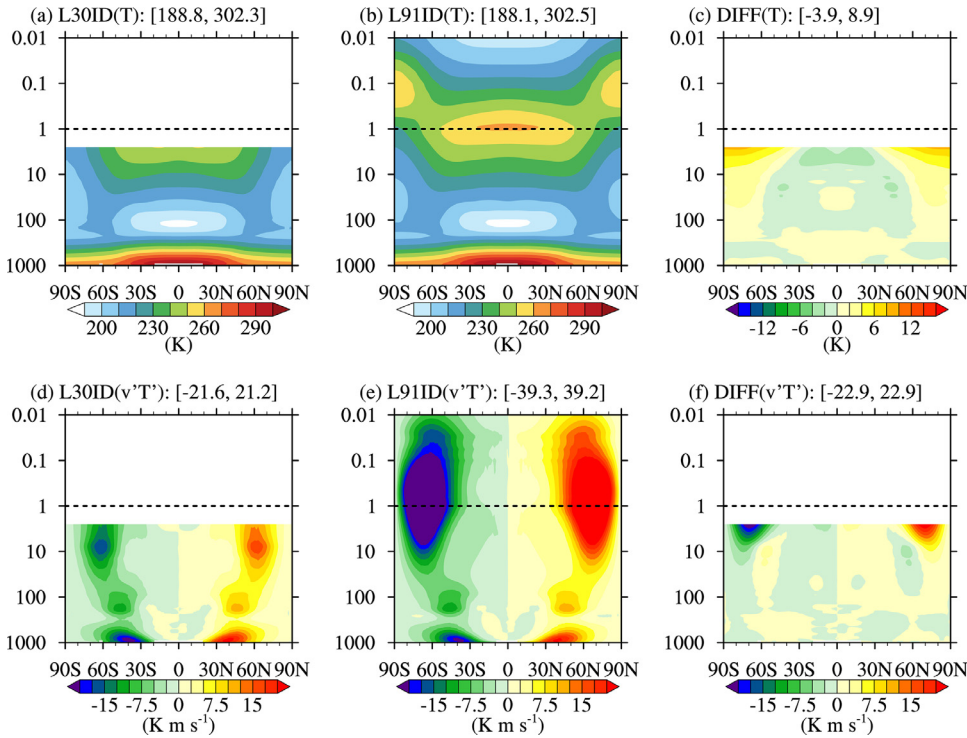 (a) L30ID(T): [188.8, 302.3]
(b) L91ID(T): [188.1, 302.5]
(c) DIFF(T): [-3.9, 8.9]
0.01 0.01 0.01
0.1 0.1 0.1
1 1 1
10 10 10
100 100 100
1000 1000 1000
90S 60S 30S 0 30N 60N 90N
90S 60S 30S 0 30N 60N 90N
90S 60S 30S 0 30N 60N 90N
200 230 260 290
200 230 260 290
-12 -6 0 6 12
(K) (K) (K)
(d) L30ID(v’T’): [-21.6, 21.2]
(e) L91ID(v’T’): [-39.3, 39.2]
(f) DIFF(v’T’): [-22.9, 22.9]
0.01 0.01 0.01
0.1 0.1 0.1
1 1 1
10 10 10
100 100 100
1000 1000 1000
90S 60S 30S 0 30N 60N 90N
90S 60S 30S 0 30N 60N 90N
90S 60S 30S 0 30N 60N 90N
-15 -7.5 0 7.5 15
-15 -7.5 0 7.5 15
-15 -7.5 0 7.5 15
(K m s⁻¹) (K m s⁻¹) (K m s⁻¹)